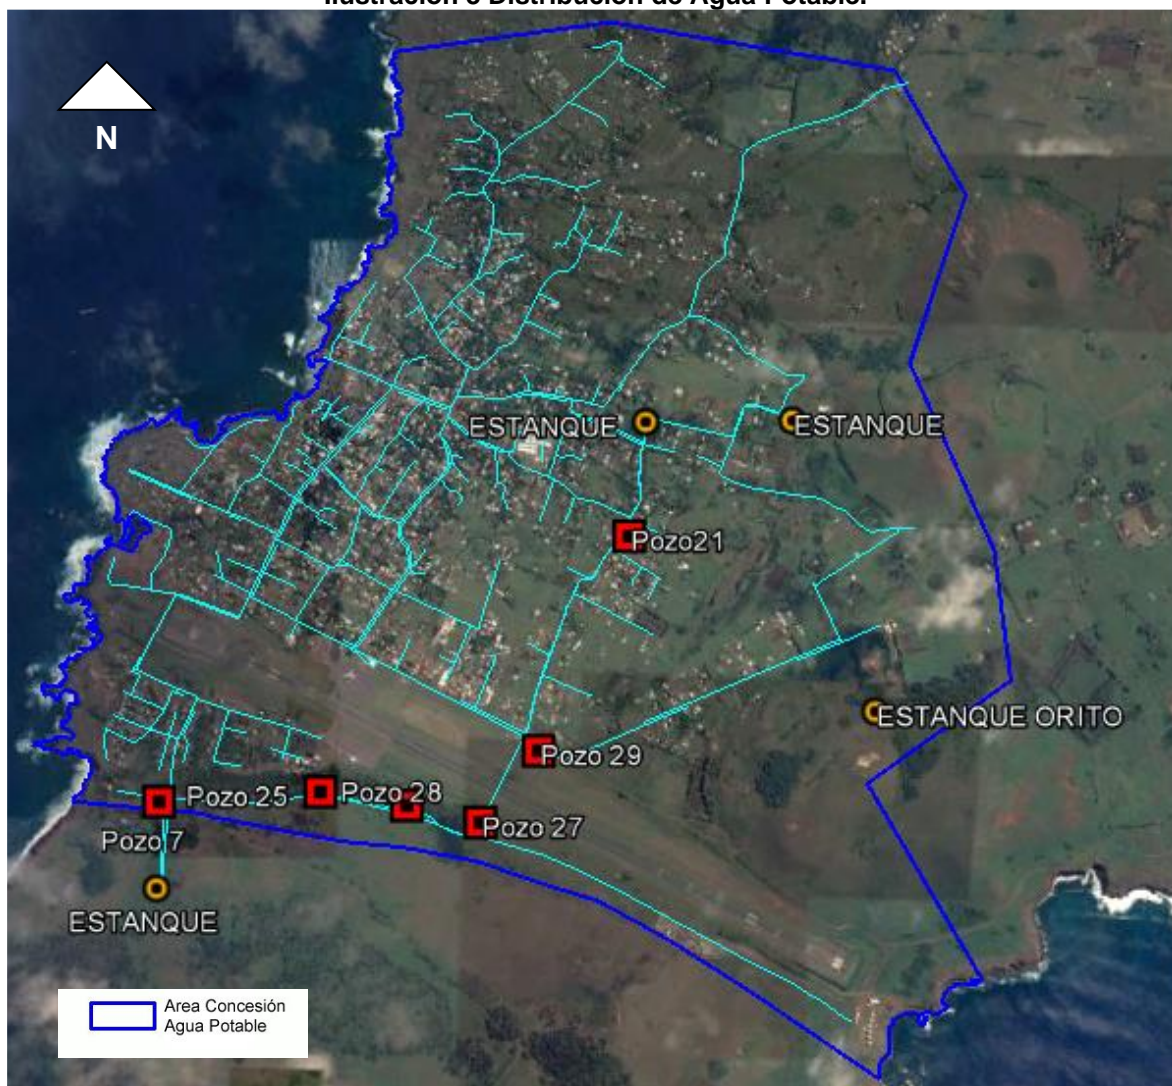 N
ESTANQUE
ESTANQUE
Pozo21
ESTANQUE ORITO
Pozo 29
Pozo 25
Pozo 28
Pozo 27
Pozo 7
ESTANQUE
Area Concesión
Agua Potable